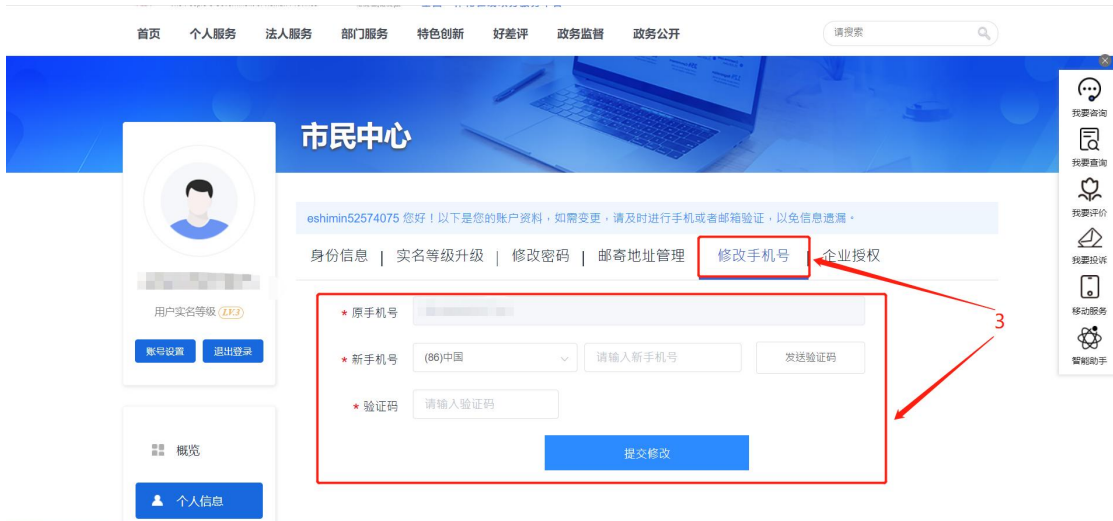 首页 个人服务 法人服务 部门服务 特色创新 好差评 政务监督 政务公开 请搜索
市民中心
我要咨询
我要查询
我要评价
我要投诉
移动服务
智能助手
eshimin52574075 您好！以下是您的账户资料，如需变更，请及时进行手机或者邮箱验证，以免信息遗漏。
身份信息 | 实名等级升级 | 修改密码 | 邮寄地址管理 | 修改手机号 | 企业授权
用户实名等级 LV.3
账号设置 退出登录
* 原手机号
* 新手机号 (86)中国 请输入新手机号 发送验证码
* 验证码 请输入验证码
提交修改
3
概览
个人信息